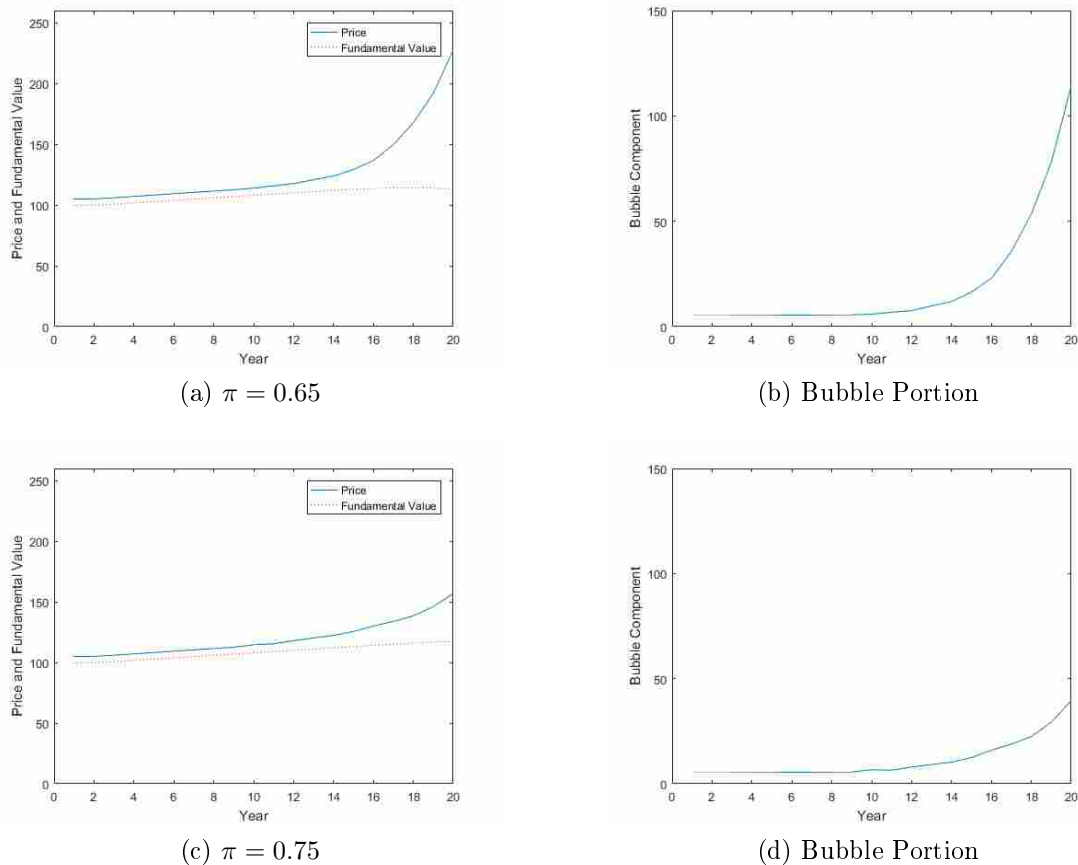 250
200
150
100
50
0
Price and Fundamental Value
Price
Fundamental Value
0 2 4 6 8 10 12 14 16 18 20
Year
(a) π = 0.65
150
100
50
0
Bubble Component
0 2 4 6 8 10 12 14 16 18 20
Year
(b) Bubble Portion
250
200
150
100
50
0
Price and Fundamental Value
Price
Fundamental Value
0 2 4 6 8 10 12 14 16 18 20
Year
(c) π = 0.75
150
100
50
0
Bubble Component
0 2 4 6 8 10 12 14 16 18 20
Year
(d) Bubble Portion